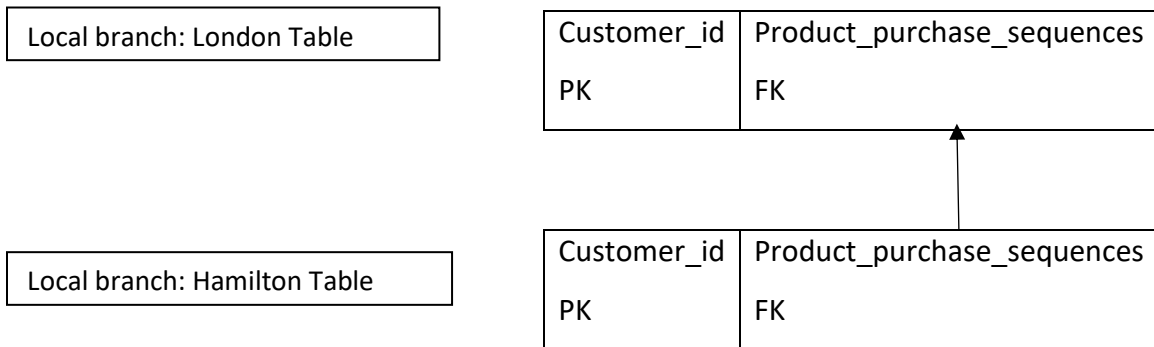 Local branch: London Table
Customer_id Product_purchase_sequences
PK FK
Local branch: Hamilton Table
Customer_id Product_purchase_sequences
PK FK